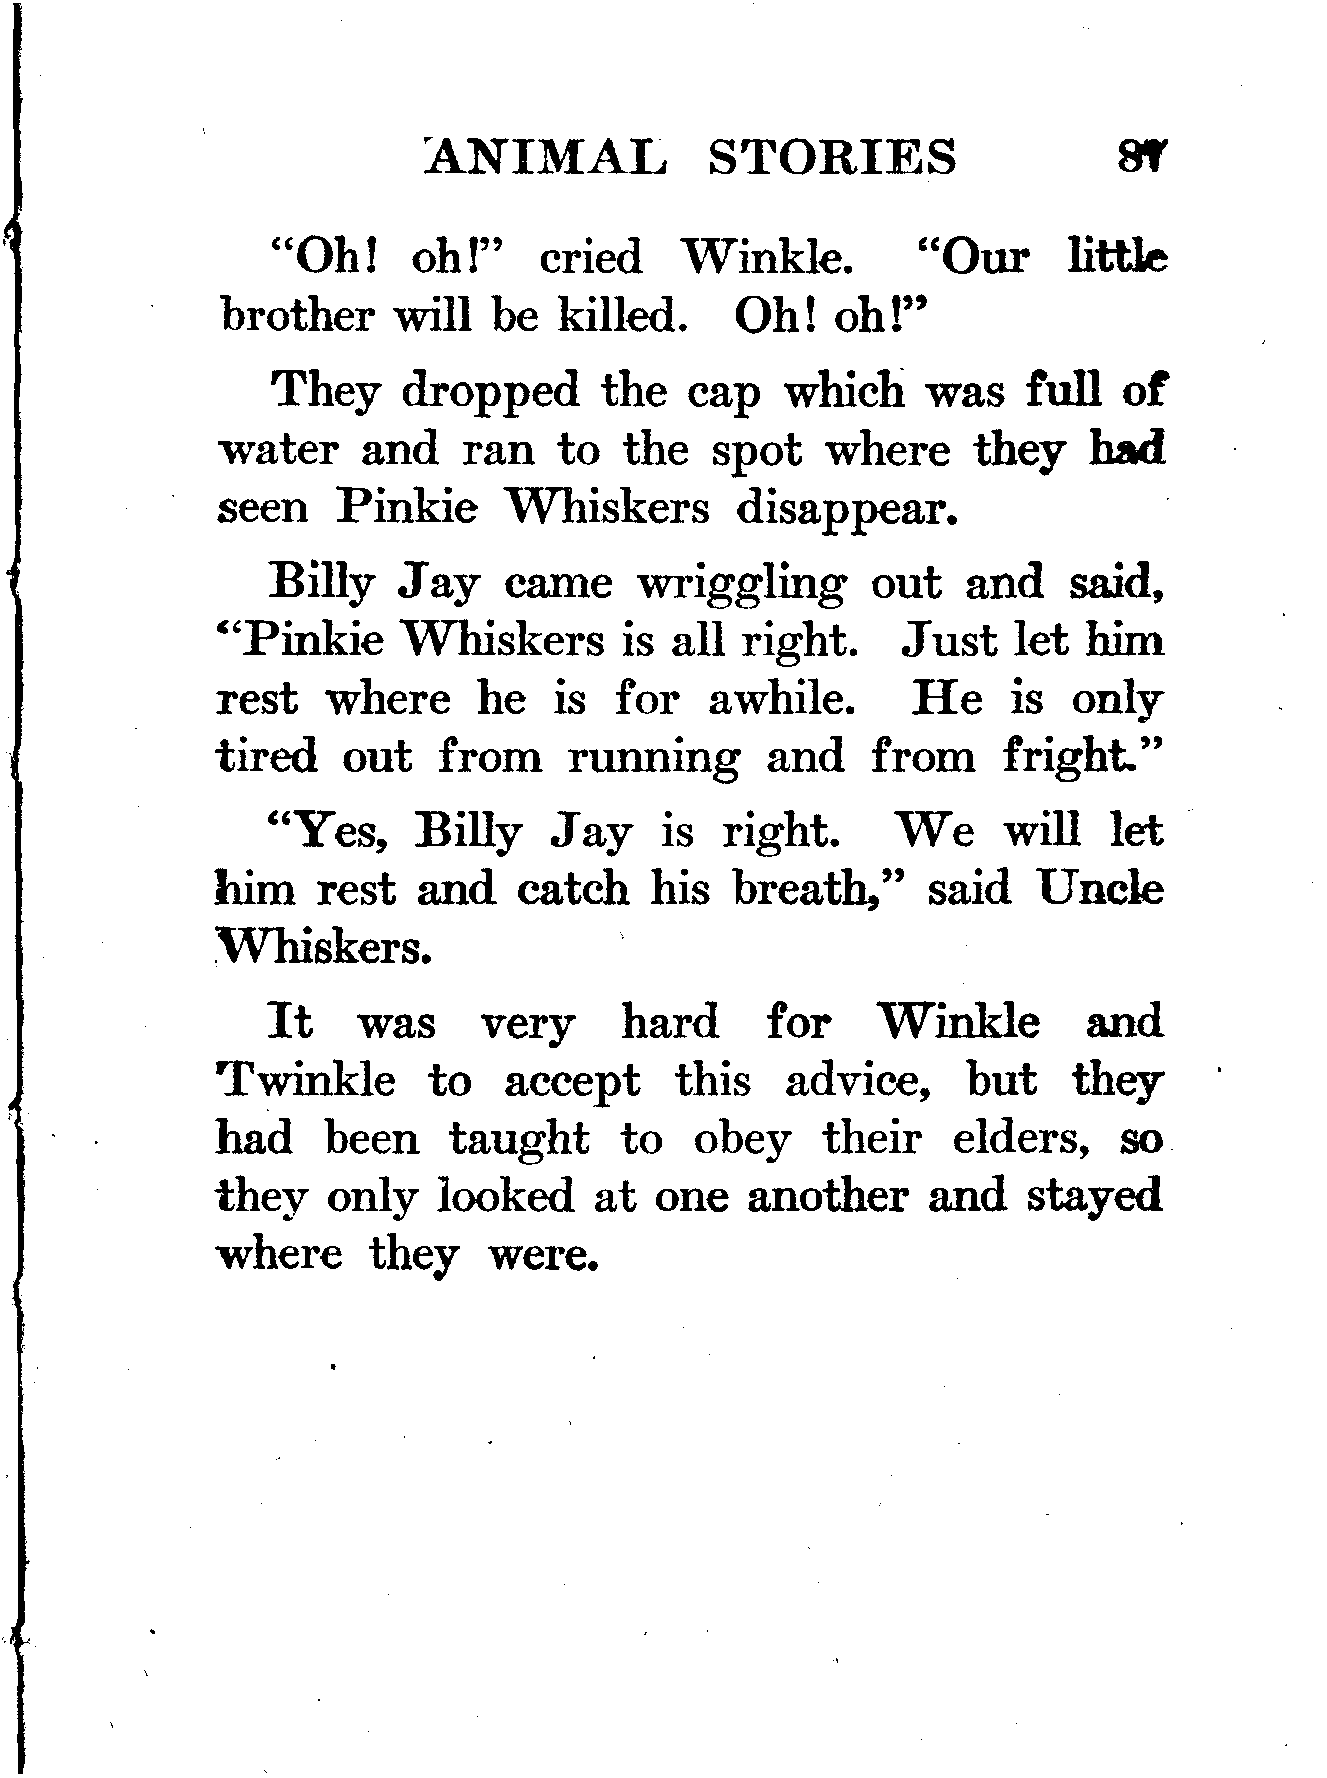 ANIMAL STORIES 87
“Oh! oh!” cried Winkle. “Our little
brother will be killed. Oh! oh!”
They dropped the cap which was full of
water and ran to the spot where they had
seen Pinkie Whiskers disappear.
Billy Jay came wriggling out and said,
“Pinkie Whiskers is all right. Just let him
rest where he is for awhile. He is only
tired out from running and from fright.”
“Yes, Billy Jay is right. We will let
him rest and catch his breath,” said Uncle
Whiskers.
It was very hard for Winkle and
Twinkle to accept this advice, but they
had been taught to obey their elders, so
they only looked at one another and stayed
where they were.